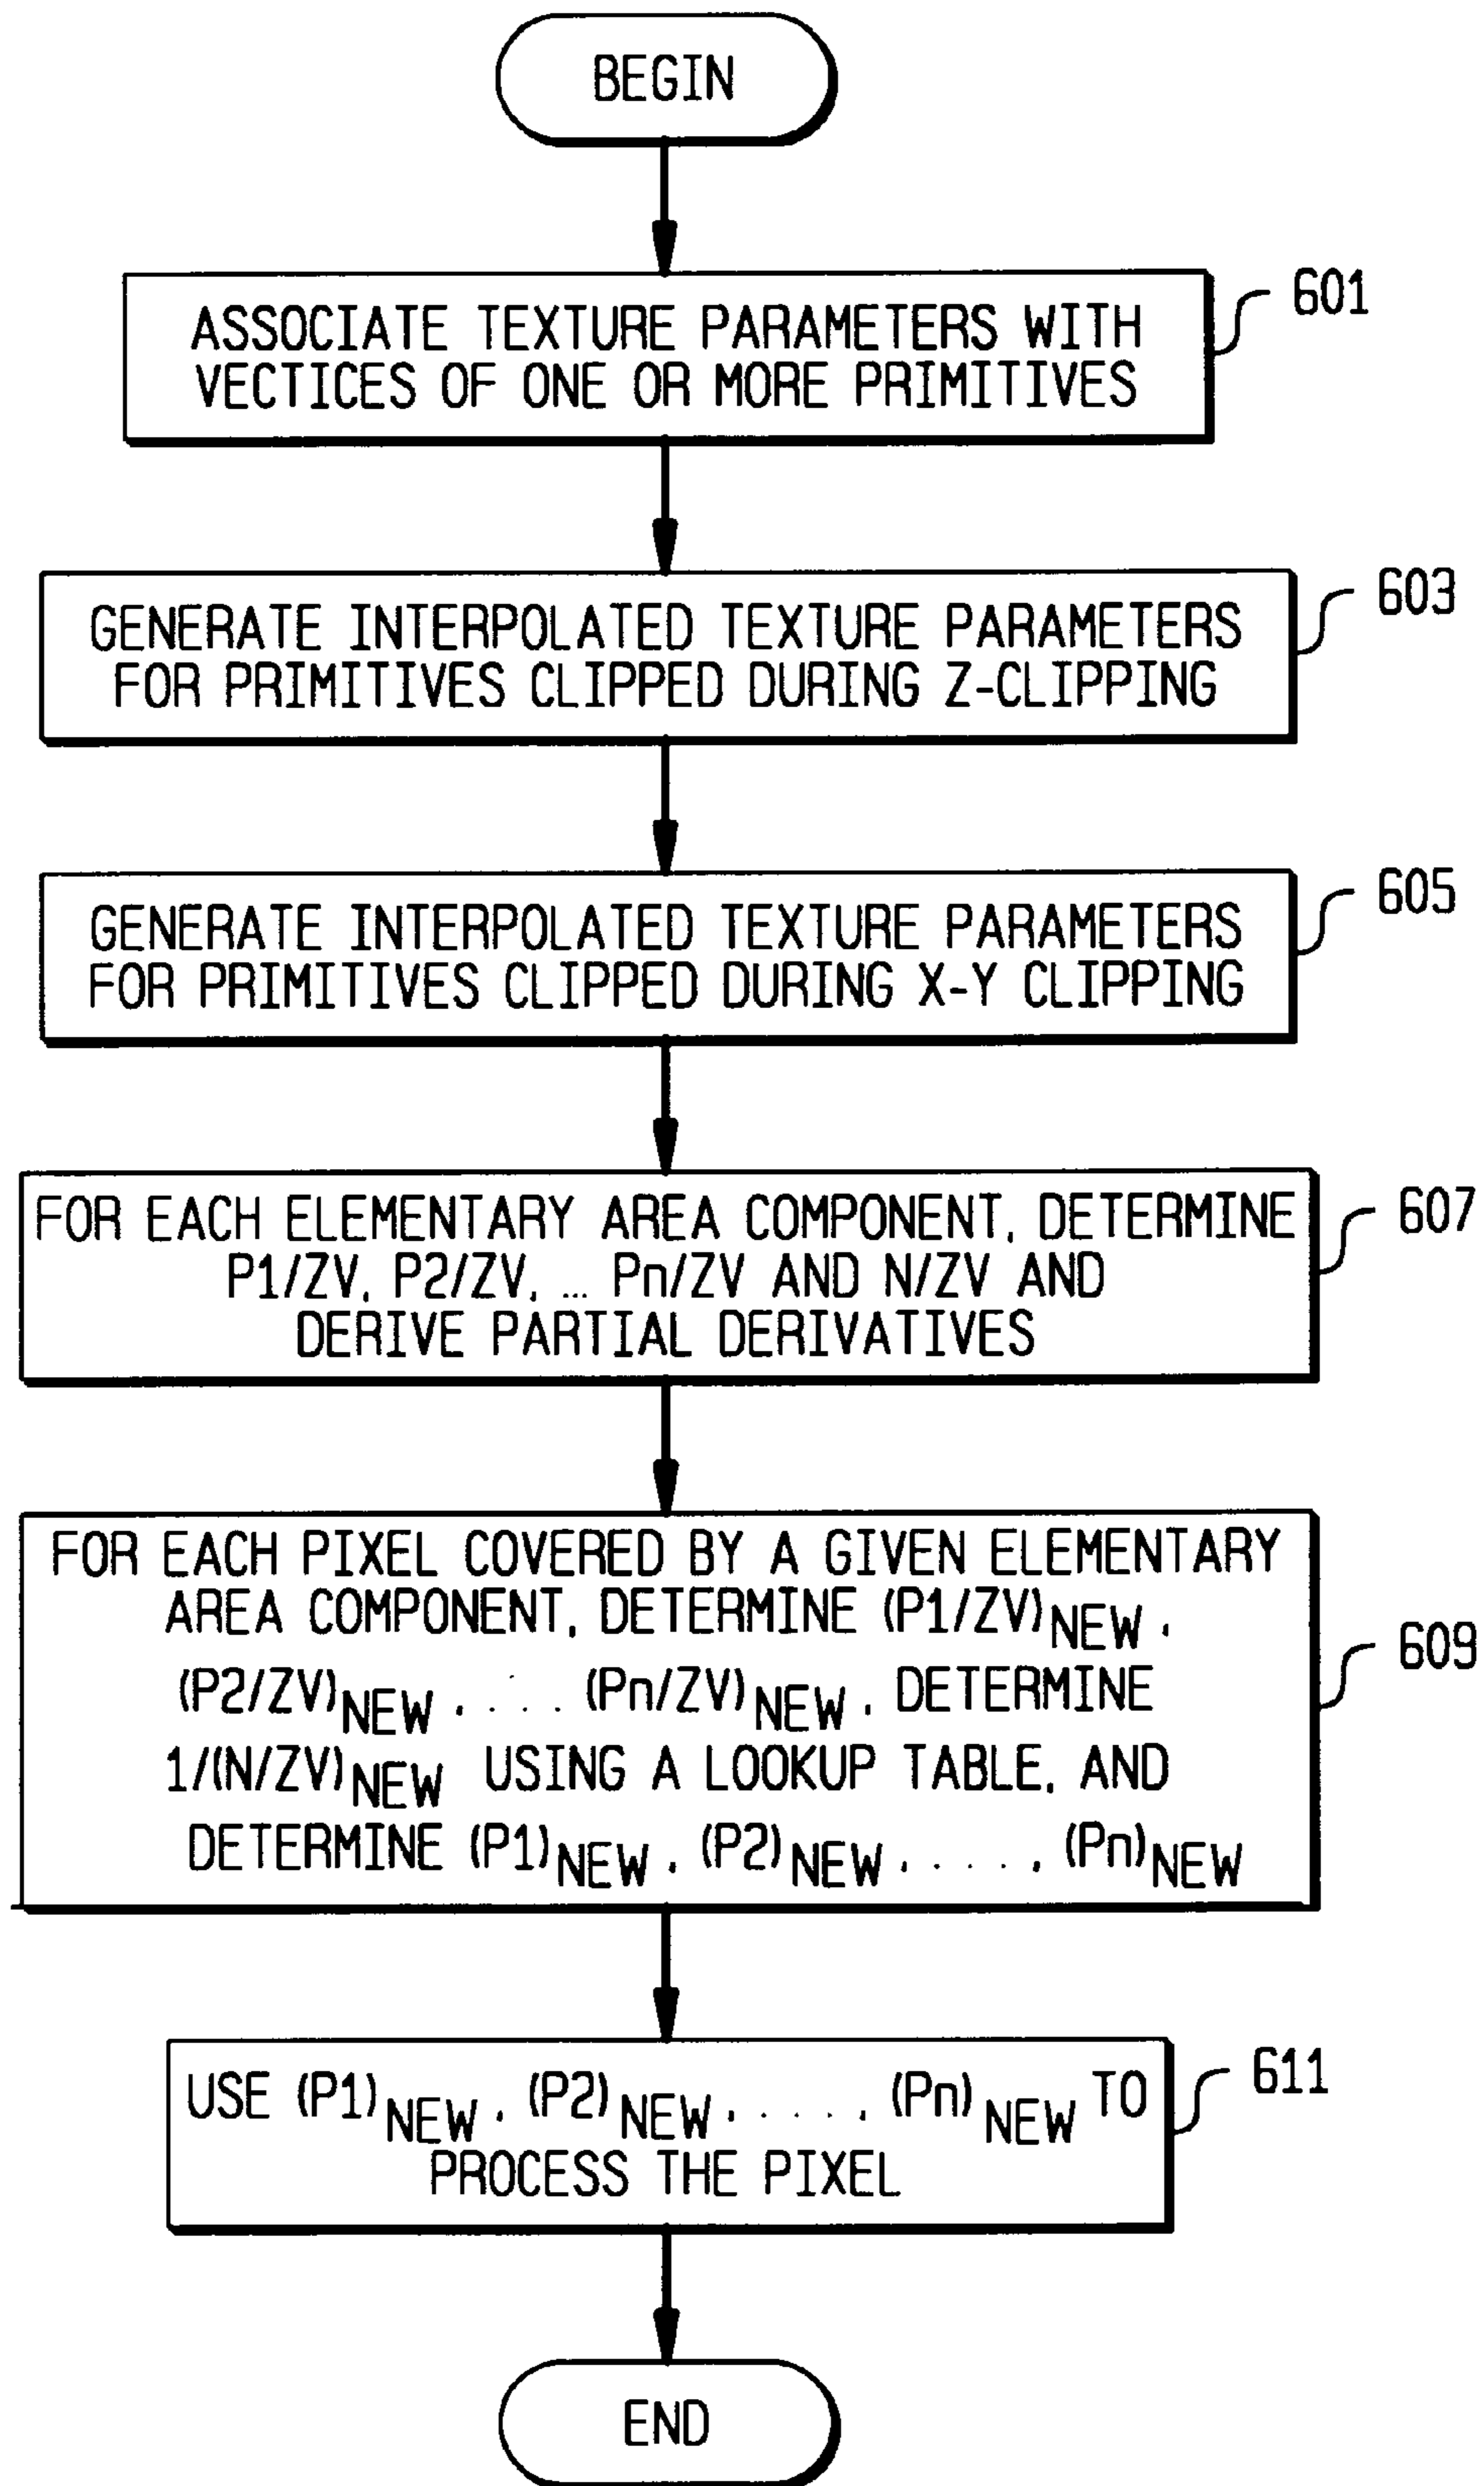 BEGIN
ASSOCIATE TEXTURE PARAMETERS WITH
VECTICES OF ONE OR MORE PRIMITIVES
601
GENERATE INTERPOLATED TEXTURE PARAMETERS
FOR PRIMITIVES CLIPPED DURING Z-CLIPPING
603
GENERATE INTERPOLATED TEXTURE PARAMETERS
FOR PRIMITIVES CLIPPED DURING X-Y CLIPPING
605
FOR EACH ELEMENTARY AREA COMPONENT, DETERMINE
P1/ZV, P2/ZV, ... Pn/ZV AND N/ZV AND
DERIVE PARTIAL DERIVATIVES
607
FOR EACH PIXEL COVERED BY A GIVEN ELEMENTARY
AREA COMPONENT, DETERMINE (P1/ZV)NEW,
(P2/ZV)NEW, . . . (Pn/ZV)NEW, DETERMINE
1/(N/ZV)NEW USING A LOOKUP TABLE, AND
DETERMINE (P1)NEW, (P2)NEW, . . . , (Pn)NEW
609
USE (P1)NEW, (P2)NEW, . . . , (Pn)NEW TO
PROCESS THE PIXEL
611
END